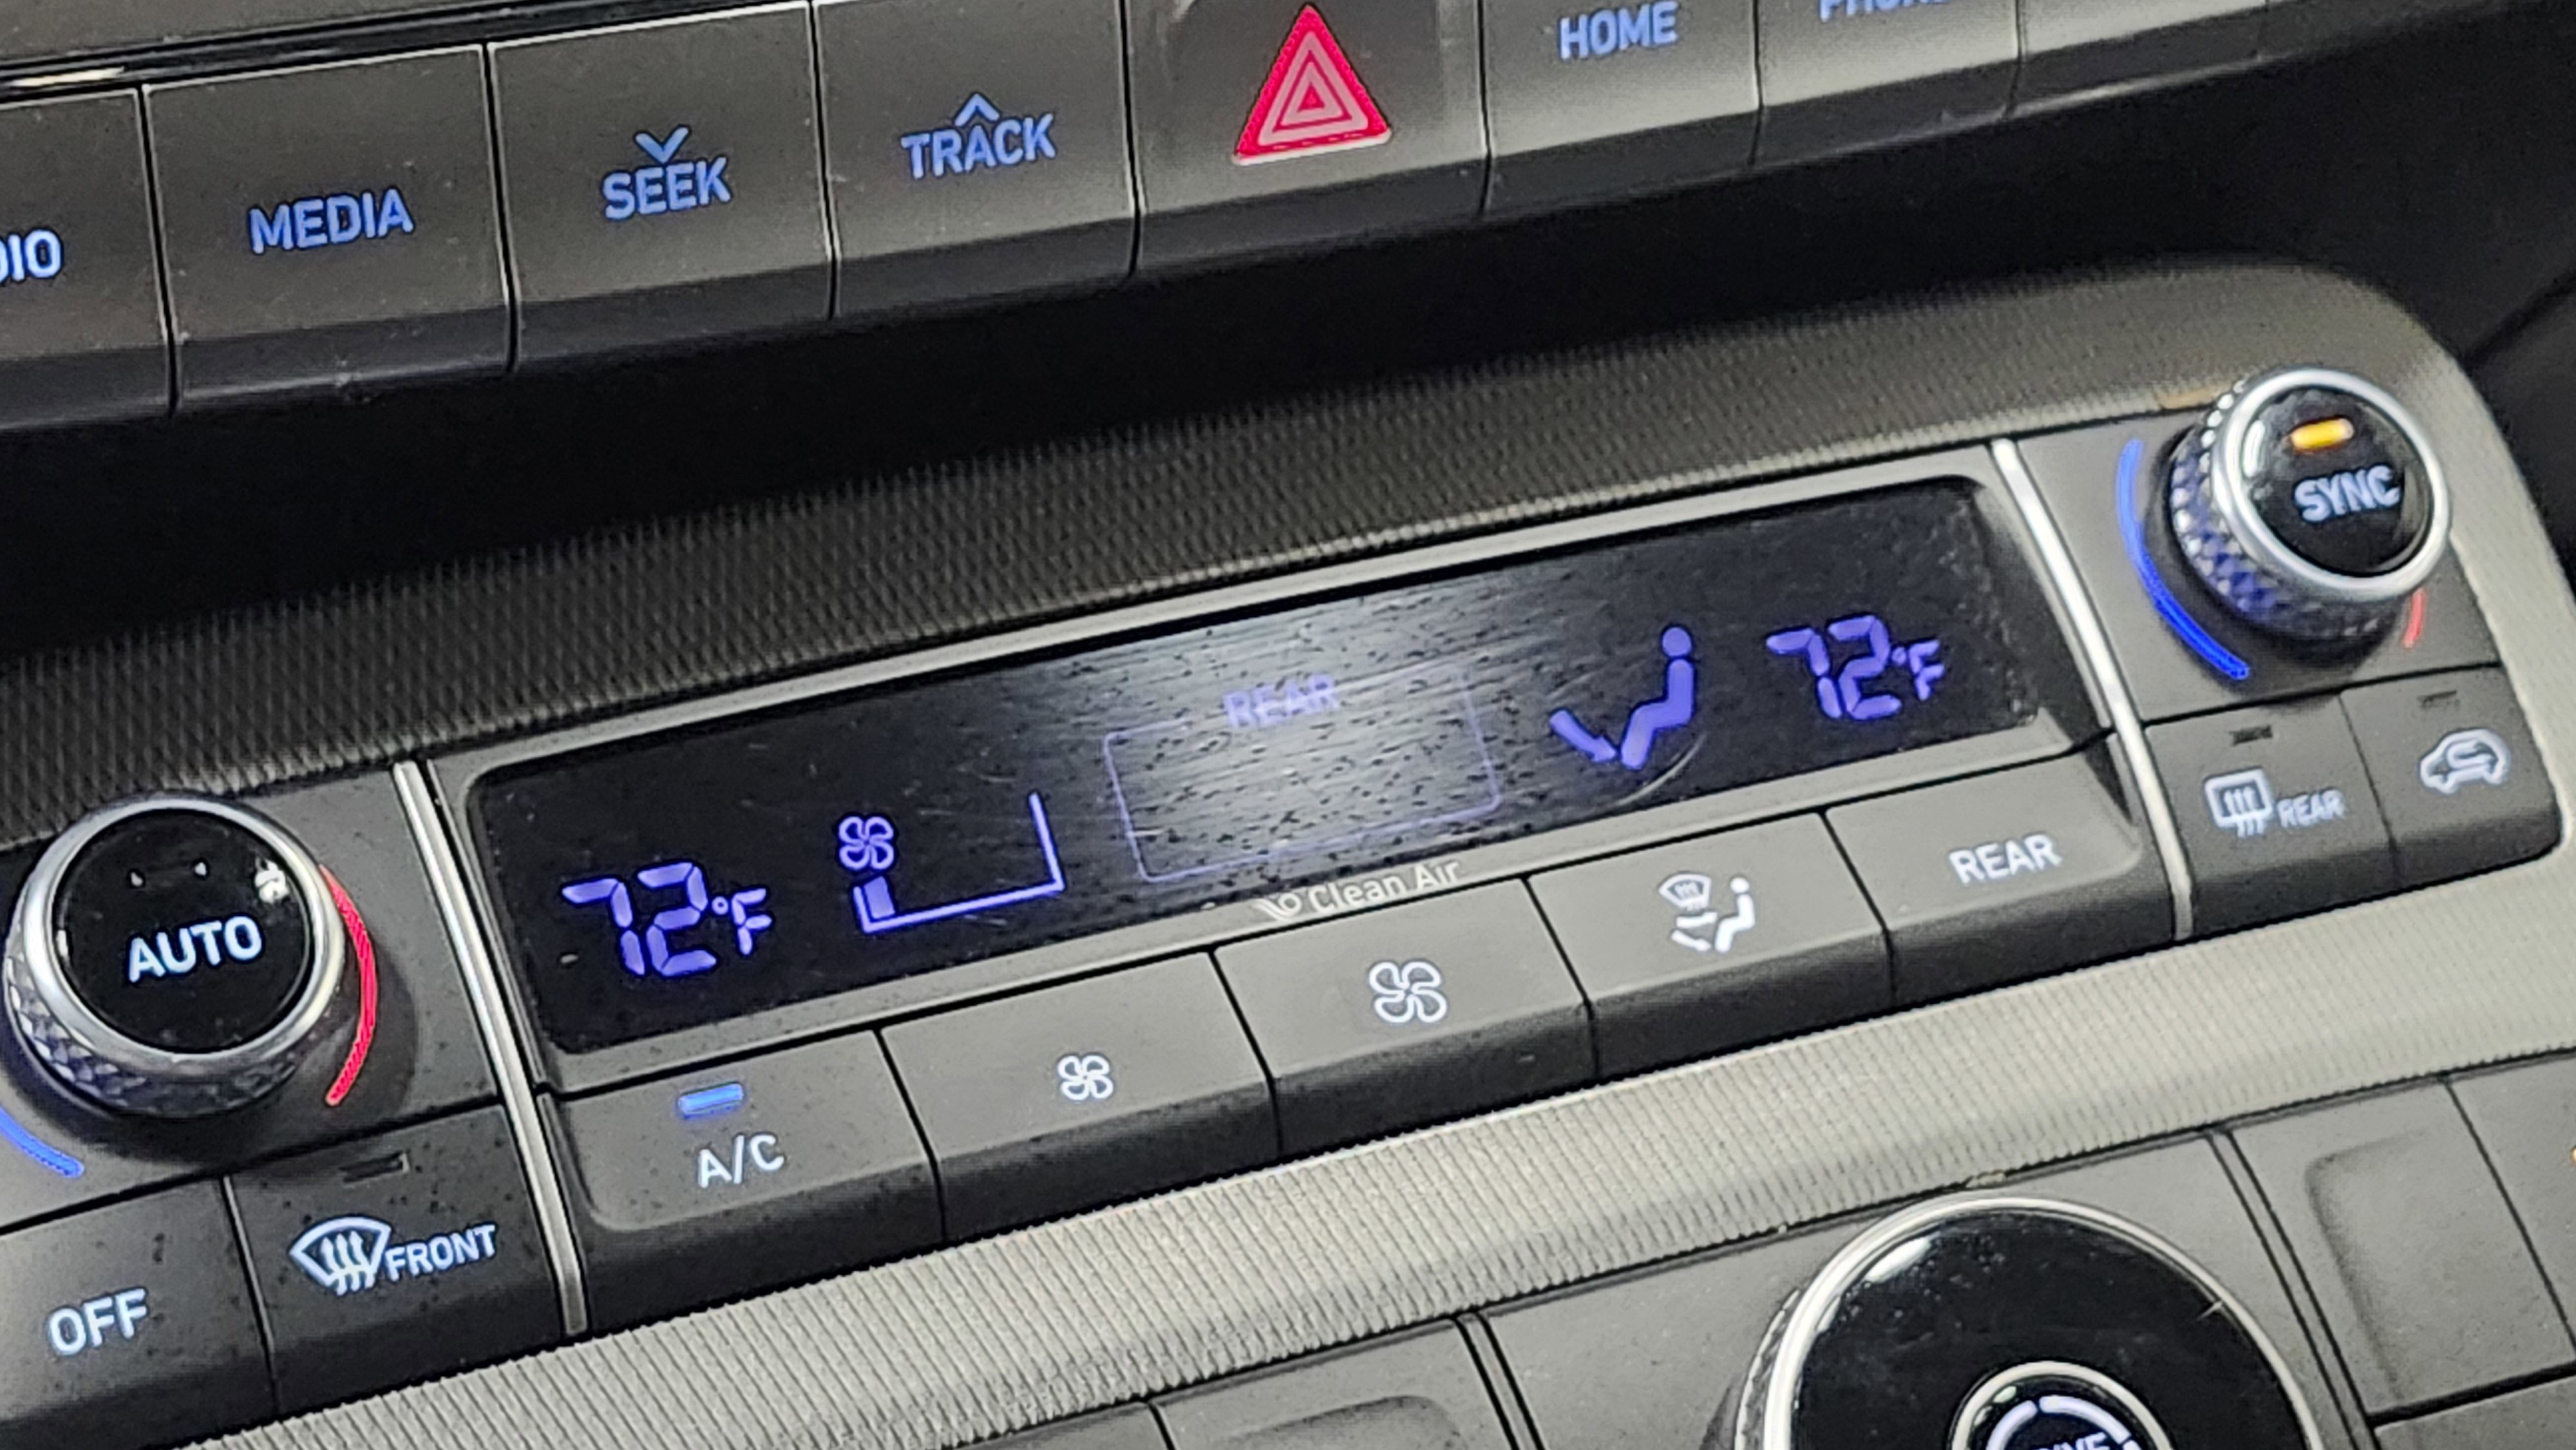 MEDIA
SEEK
TRACK
HOME
SYNC
REAR
72°F
72°F
Clean Air
AUTO
REAR
REAR
A/C
FRONT
OFF